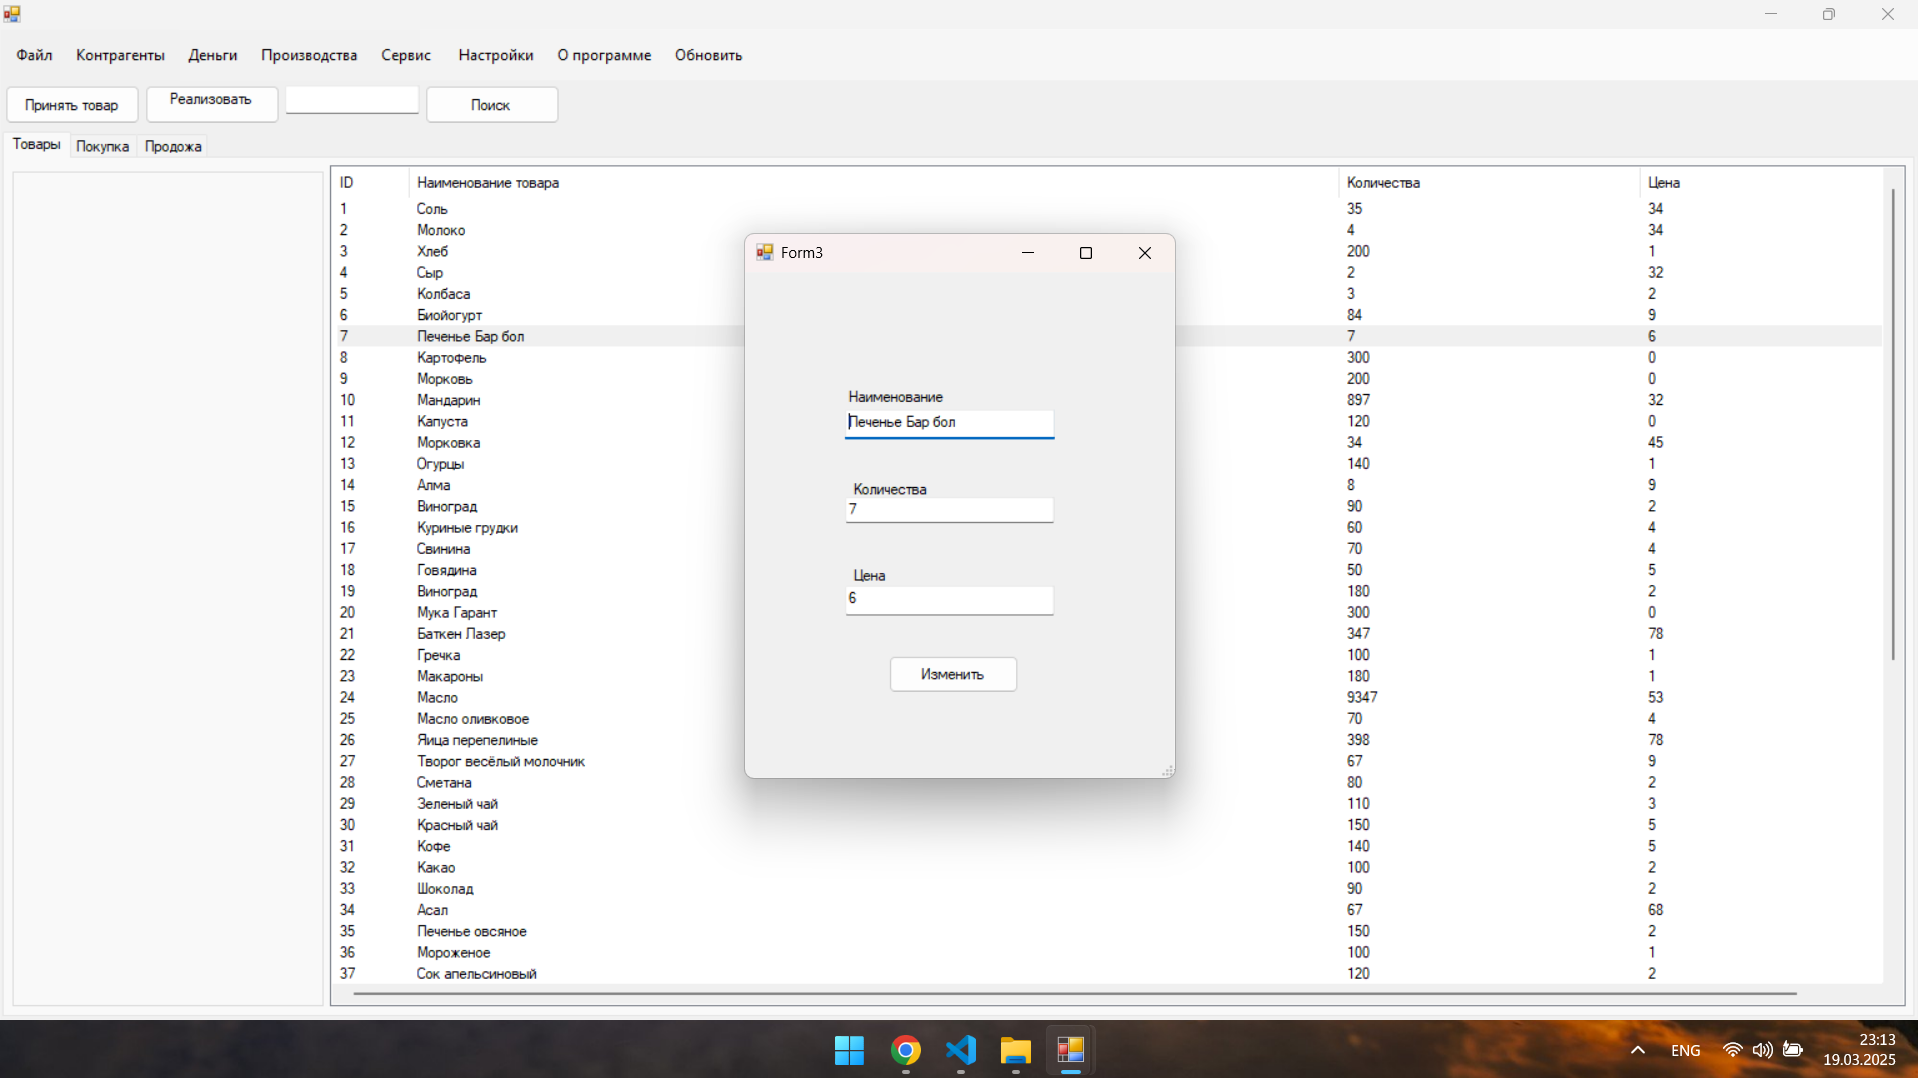 Файл Контрагенты Деньги Производства Сервис Настройки О программе Обновить
Принять товар Реализовать Поиск
Товары Покупка Продожа
ID Наименование товара Количества Цена
1 Соль 35 34
2 Молоко 4 34
3 Хлеб 200 1
4 Сыр 2 32
5 Колбаса 3 2
6 Биойогурт 84 9
7 Печенье Бар бол 7 6
8 Картофель 300 0
9 Морковь 200 0
10 Мандарин 897 32
11 Капуста 120 0
12 Морковка 34 45
13 Огурцы 140 1
14 Алма 8 9
15 Виноград 90 2
16 Куриные грудки 60 4
17 Свинина 70 4
18 Говядина 50 5
19 Виноград 180 2
20 Мука Гарант 300 0
21 Баткен Лазер 347 78
22 Гречка 100 1
23 Макароны 180 1
24 Масло 9347 53
25 Масло оливковое 70 4
26 Яица перепелиные 398 78
27 Творог весёлый молочник 67 9
28 Сметана 80 2
29 Зеленый чай 110 3
30 Красный чай 150 5
31 Кофе 140 5
32 Какао 100 2
33 Шоколад 90 2
34 Асал 67 68
35 Печенье овсяное 150 2
36 Мороженое 100 1
37 Сок апельсиновый 120 2
Form3
Наименование
Печенье Бар бол
Количества
7
Цена
6
Изменить
ENG
23:13
19.03.2025